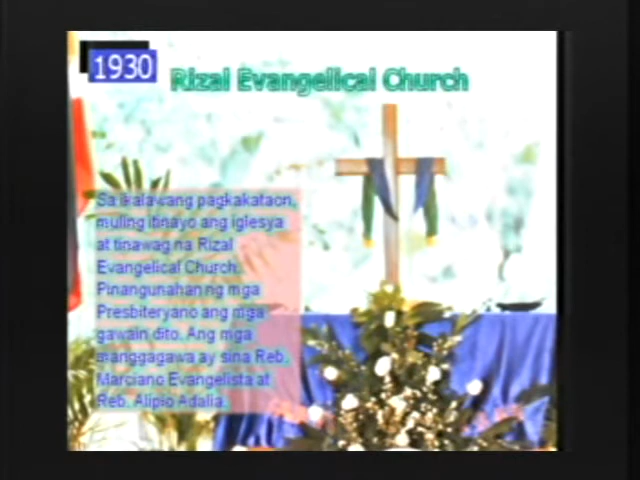 1930
Rizal Evangelical Church
Sa ikalawang pagkakataon,
muling itinayo ang iglesya
at tinawag na Rizal
Evangelical Church.
Pinangunahan ng mga
Presbiteryano ang mga
gawain dito. Ang mga
manggagawa ay sina Reb.
Marciano Evangelista at
Reb. Alipio Adalia.